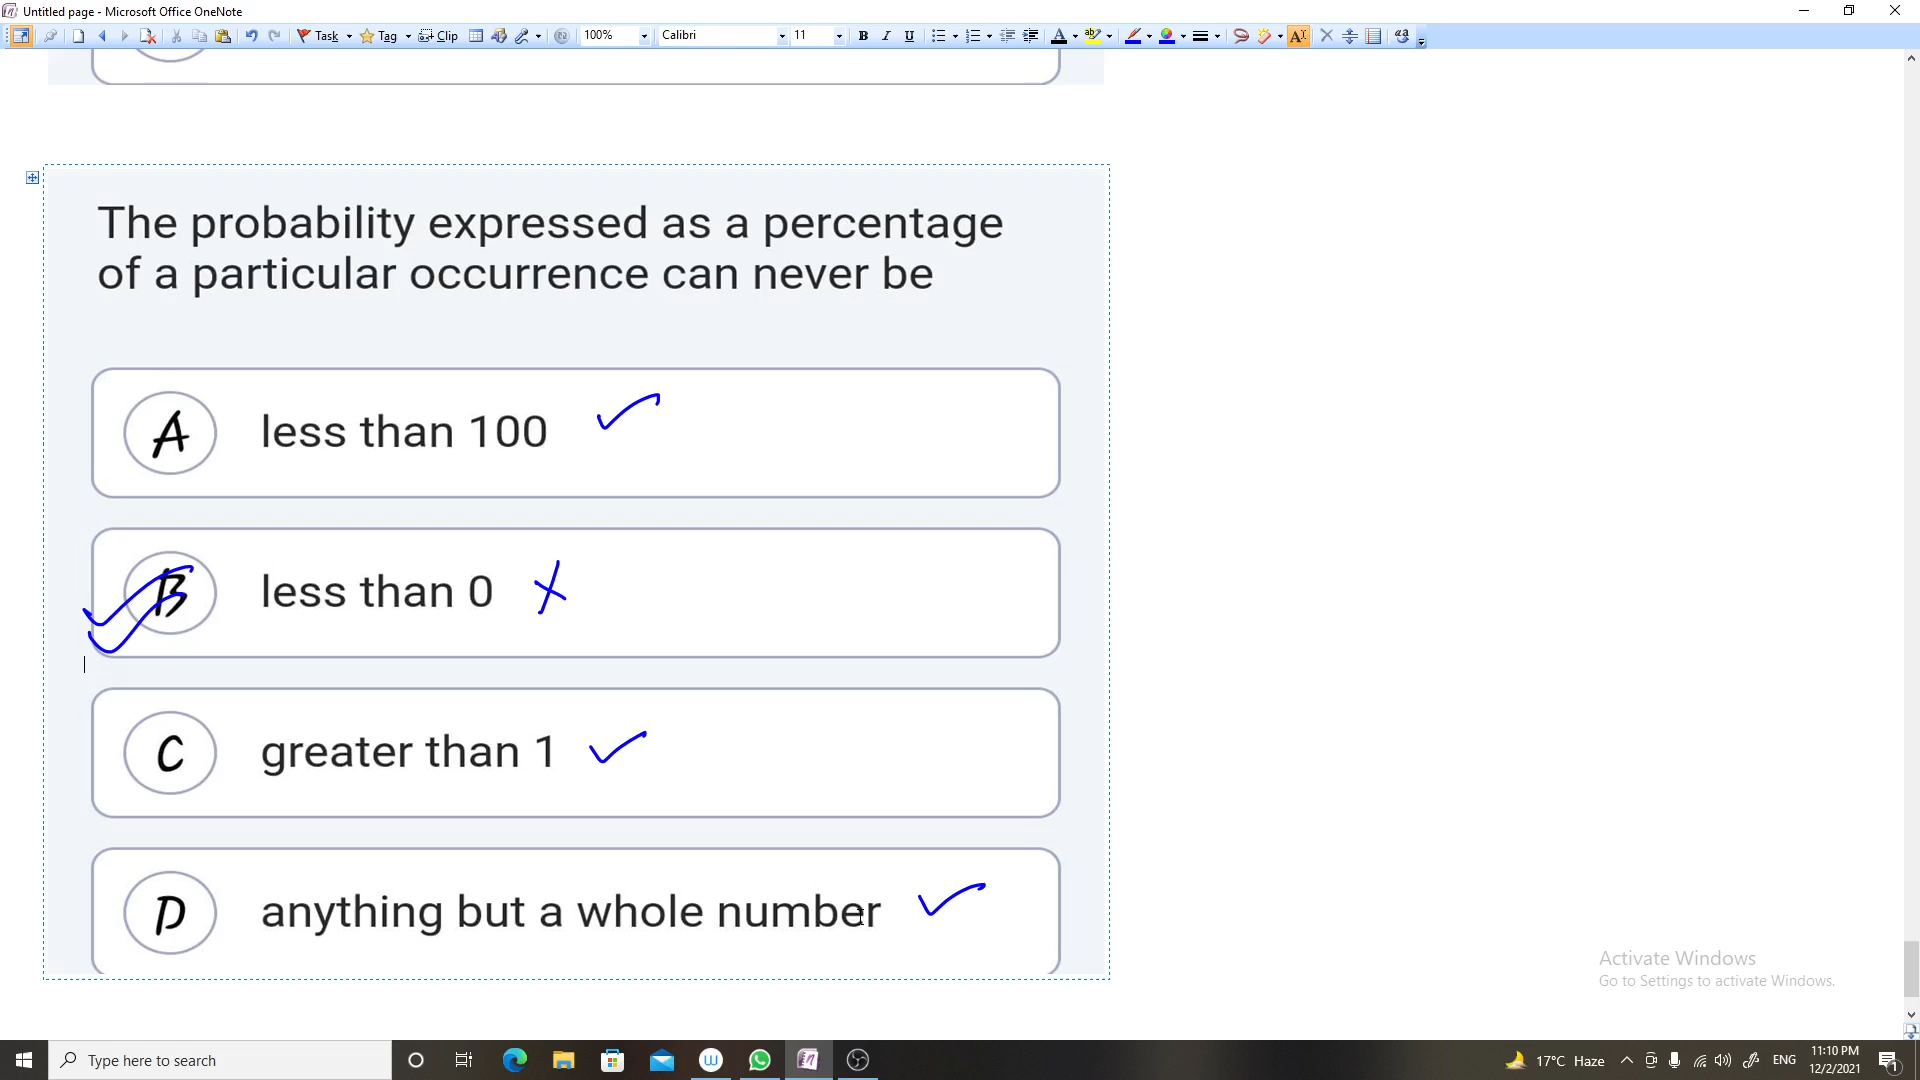 Untitled page - Microsoft Office OneNote
Task Tag Clip 100% Calibri 11 B I U
The probability expressed as a percentage
of a particular occurrence can never be
A less than 100
B less than 0
C greater than 1
D anything but a whole number
Activate Windows
Go to Settings to activate Windows.
Type here to search
17°C Haze ENG 11:10 PM
12/2/2021